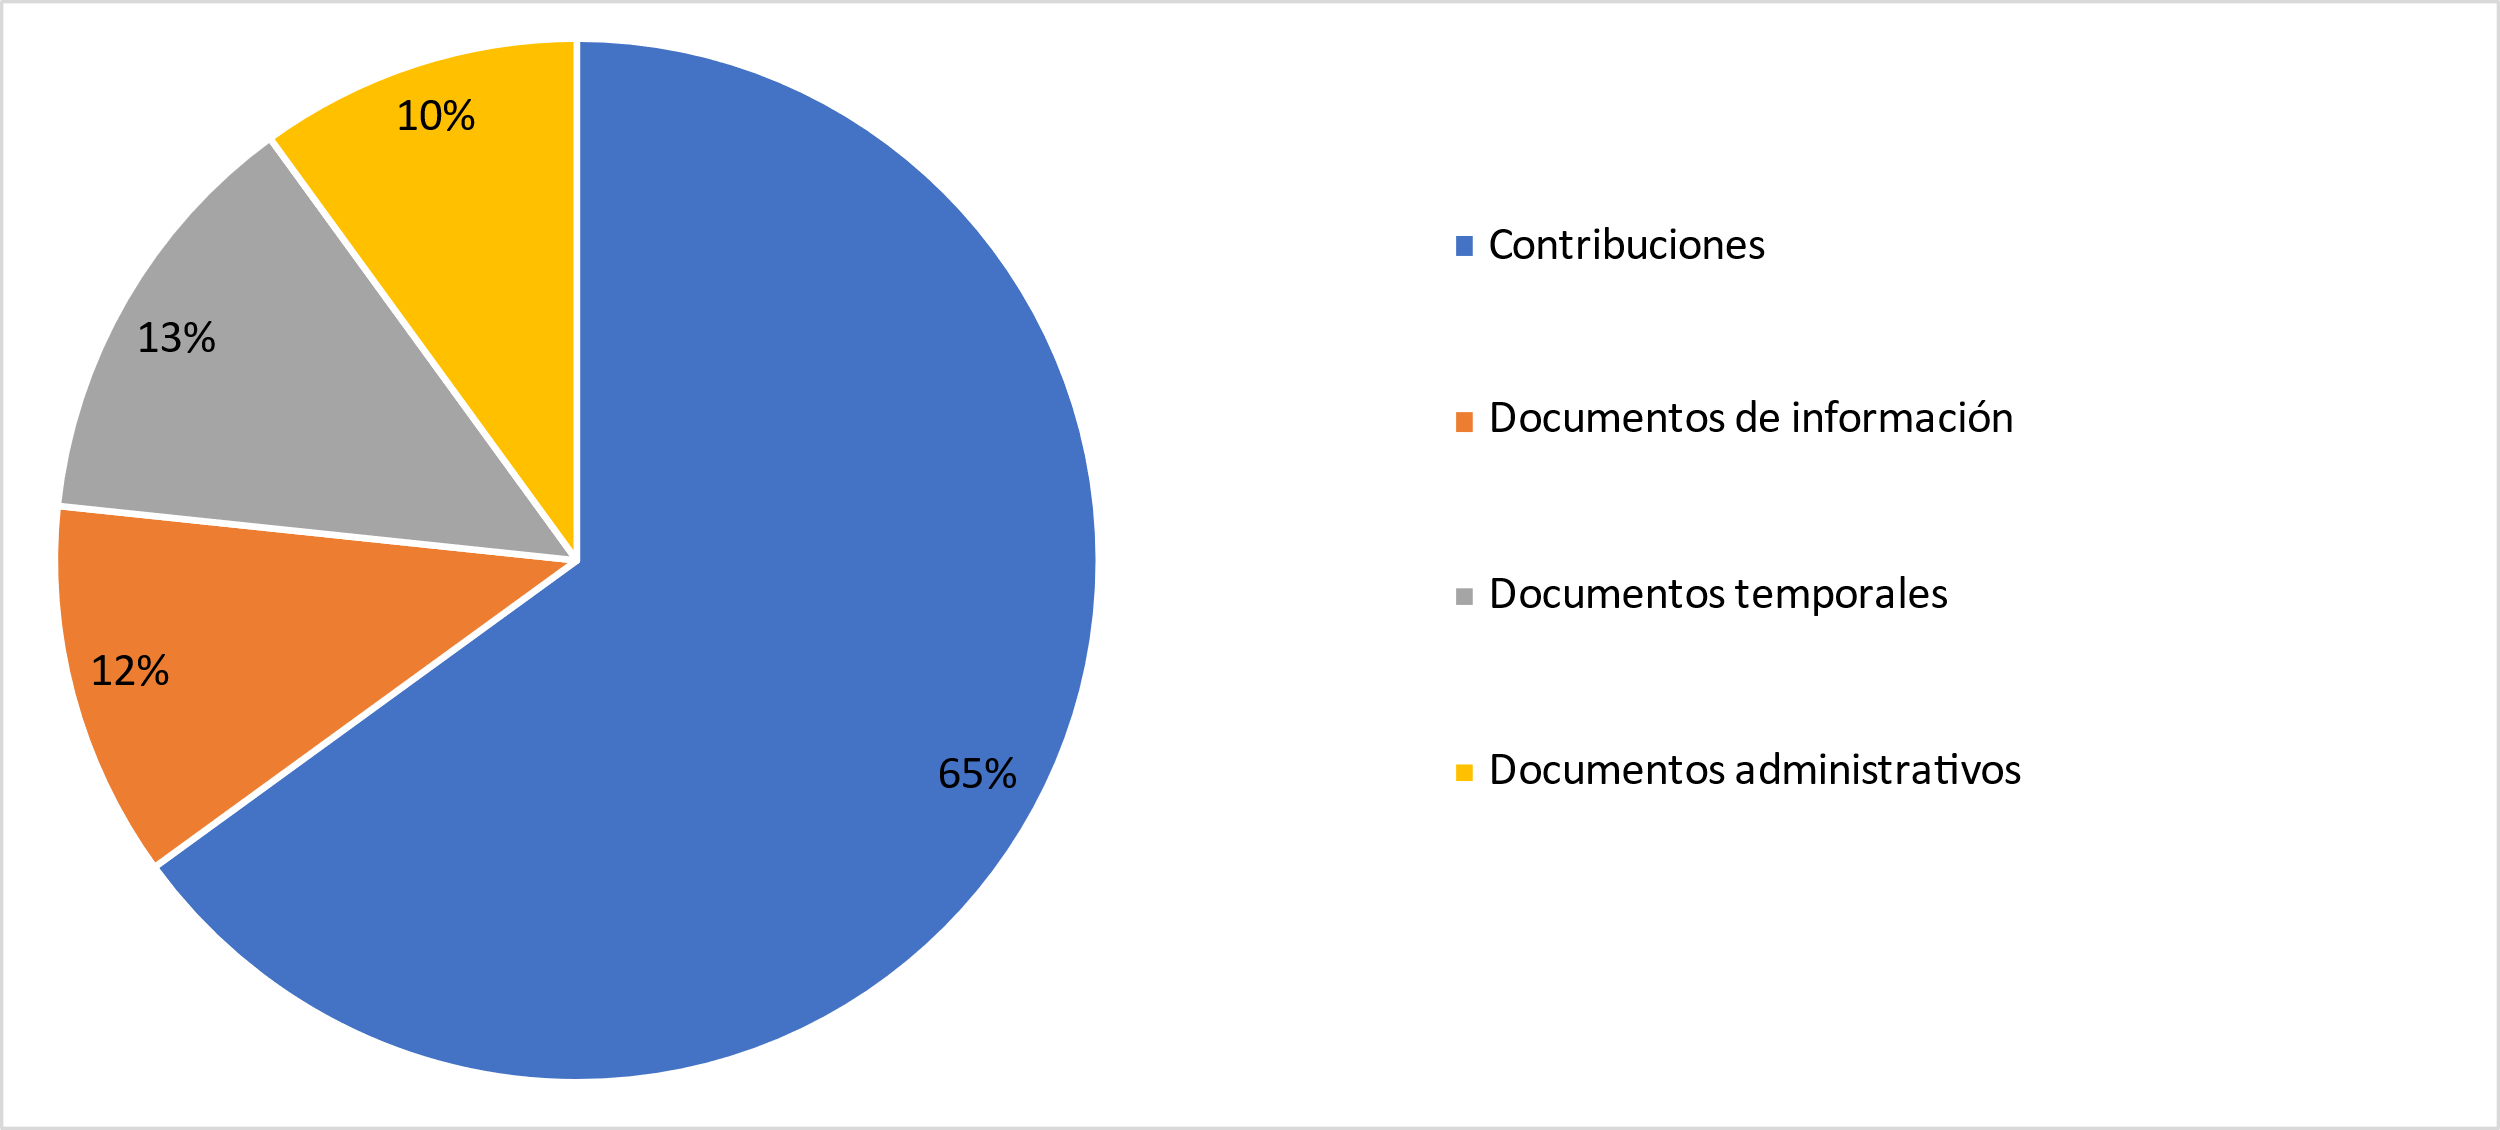 10%
13%
12%
65%
Contribuciones
Documentos de información
Documentos temporales
Documentos administrativos